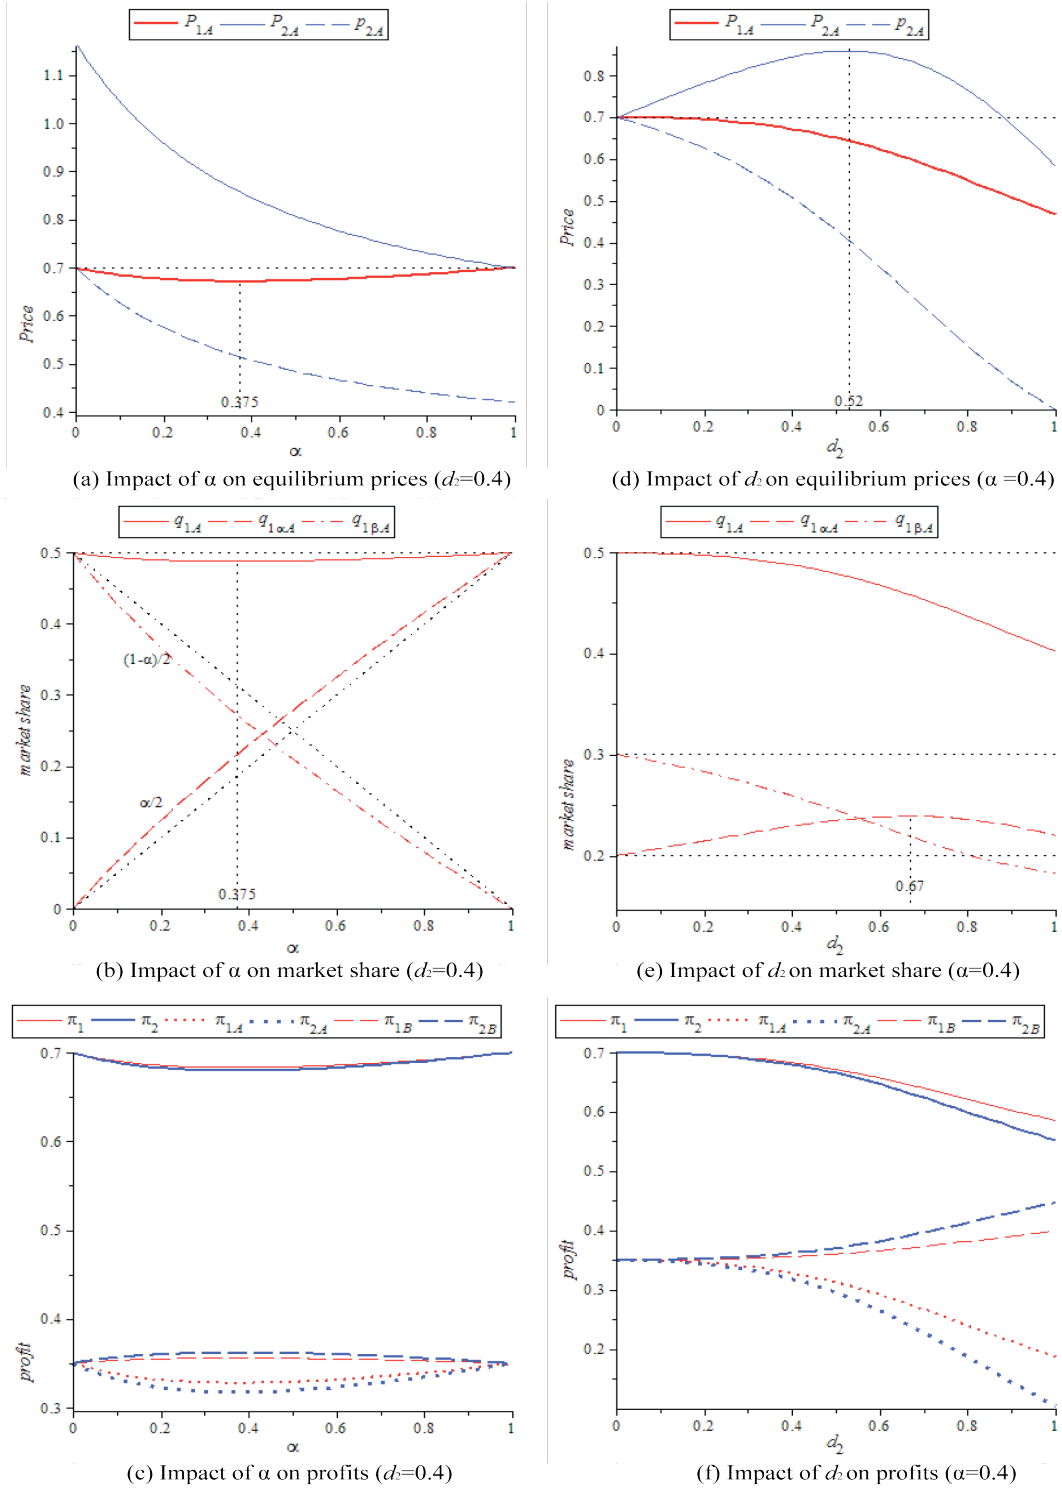 P1A P2A p2A
1.1
1.0
0.9
0.8
0.7
0.6
0.5
0.4
Price
0.375
0 0.2 0.4 0.6 0.8 1
α
(a) Impact of α on equilibrium prices (d2=0.4)
P1A P2A p2A
0.8
0.7
0.6
0.5
0.4
0.3
0.2
0.1
0
Price
0.52
0 0.2 0.4 0.6 0.8 1
d2
(d) Impact of d2 on equilibrium prices (α =0.4)
q1A q1αA q1βA
0.5
0.4
0.3
0.2
0.1
0
market share
(1-α)/2
α/2
0.375
0 0.2 0.4 0.6 0.8 1
α
(b) Impact of α on market share (d2=0.4)
q1A q1αA q1βA
0.5
0.4
0.3
0.2
market share
0.67
0 0.2 0.4 0.6 0.8 1
d2
(e) Impact of d2 on market share (α=0.4)
π1 π2 π1A π2A π1B π2B
0.7
0.6
0.5
0.4
0.3
profit
0 0.2 0.4 0.6 0.8 1
α
(c) Impact of α on profits (d2=0.4)
π1 π2 π1A π2A π1B π2B
0.7
0.6
0.5
0.4
0.3
0.2
profit
0 0.2 0.4 0.6 0.8 1
d2
(f) Impact of d2 on profits (α=0.4)